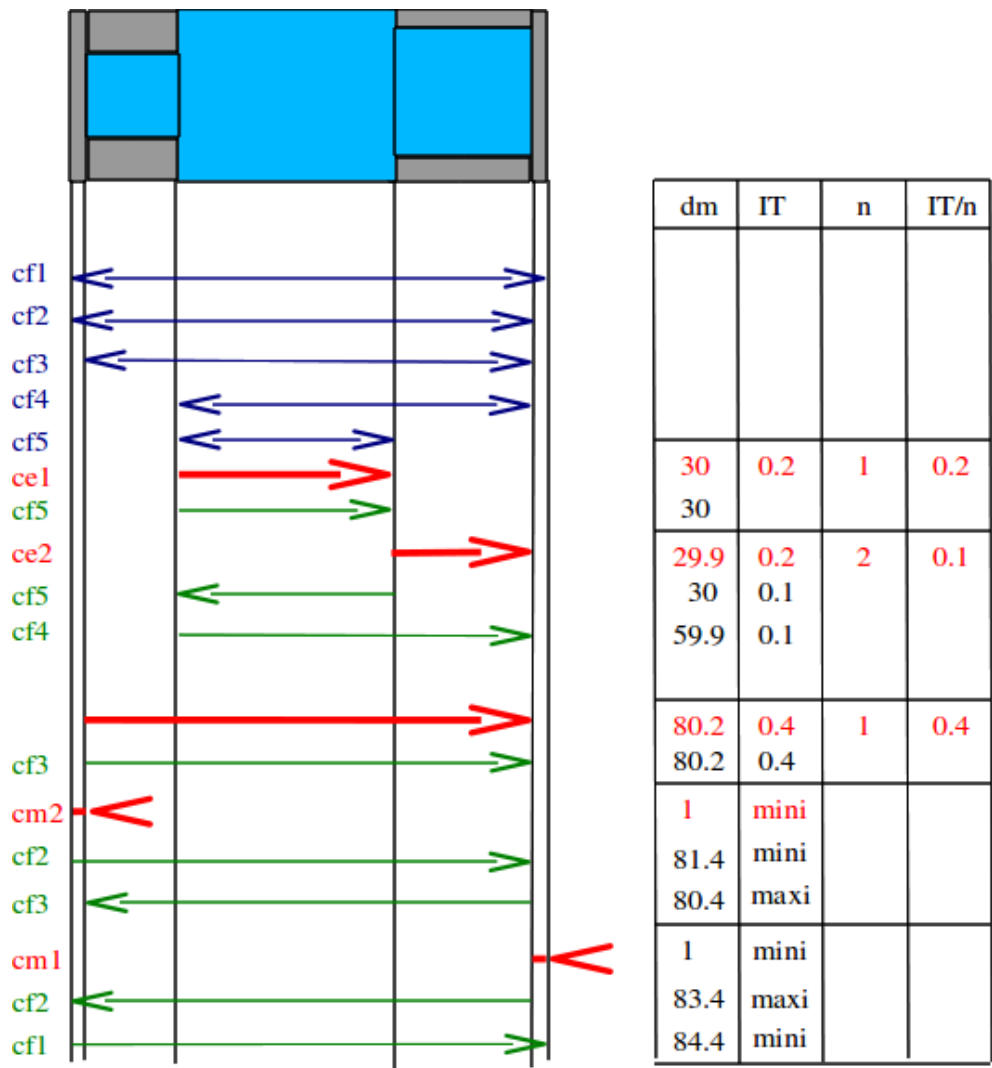 dm IT n IT/n
cf1
cf2
cf3
cf4
cf5
ce1 30 0.2 1 0.2
cf5 30
ce2 29.9 0.2 2 0.1
cf5 30 0.1
cf4 59.9 0.1
80.2 0.4 1 0.4
cf3 80.2 0.4
cm2 1 mini
cf2 81.4 mini
cf3 80.4 maxi
cm1 1 mini
cf2 83.4 maxi
cf1 84.4 mini